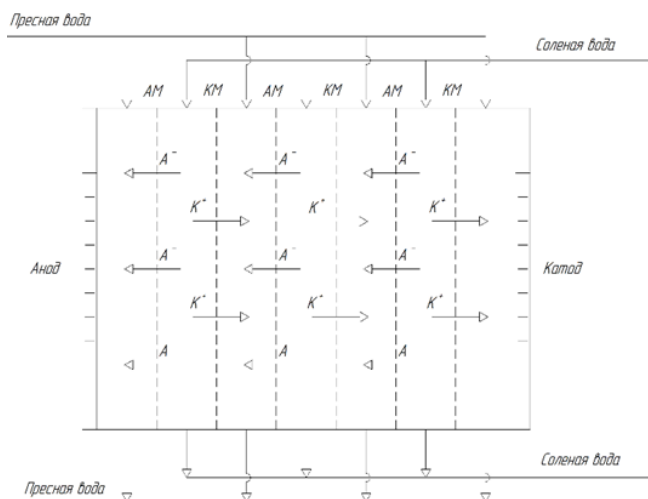 Пресная вода
Соленая вода
АМ КМ АМ КМ АМ КМ
А⁻ А⁻ А⁻
К⁺ К⁺ К⁺
Анод А⁻ А⁻ А⁻ Катод
К⁺ К⁺ К⁺
А А А
Соленая вода
Пресная вода